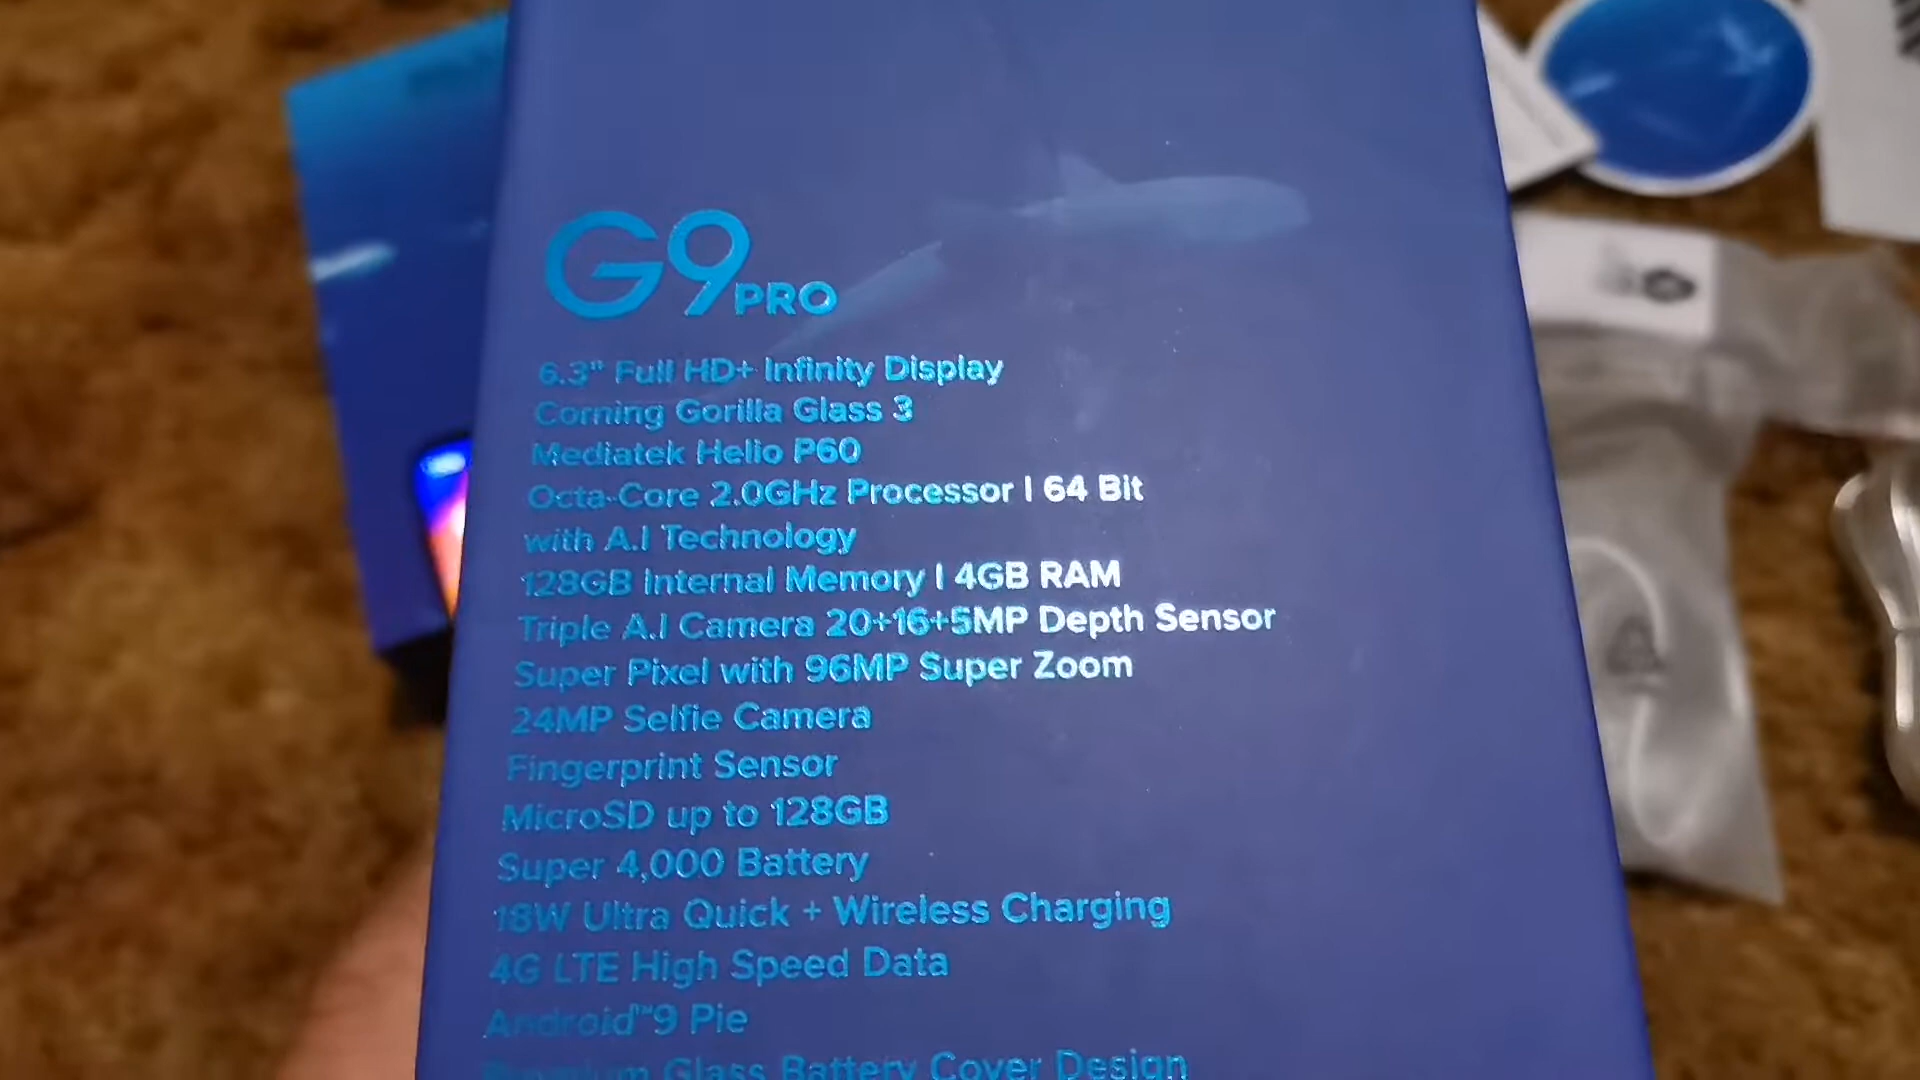 G9 PRO
6.3" Full HD+ Infinity Display
Corning Gorilla Glass 3
Mediatek Helio P60
Octa-Core 2.0GHz Processor | 64 Bit
with A.I Technology
128GB Internal Memory | 4GB RAM
Triple A.I Camera 20+16+5MP Depth Sensor
Super Pixel with 96MP Super Zoom
24MP Selfie Camera
Fingerprint Sensor
MicroSD up to 128GB
Super 4,000 Battery
18W Ultra Quick + Wireless Charging
4G LTE High Speed Data
Android™9 Pie
Premium Glass Battery Cover Design